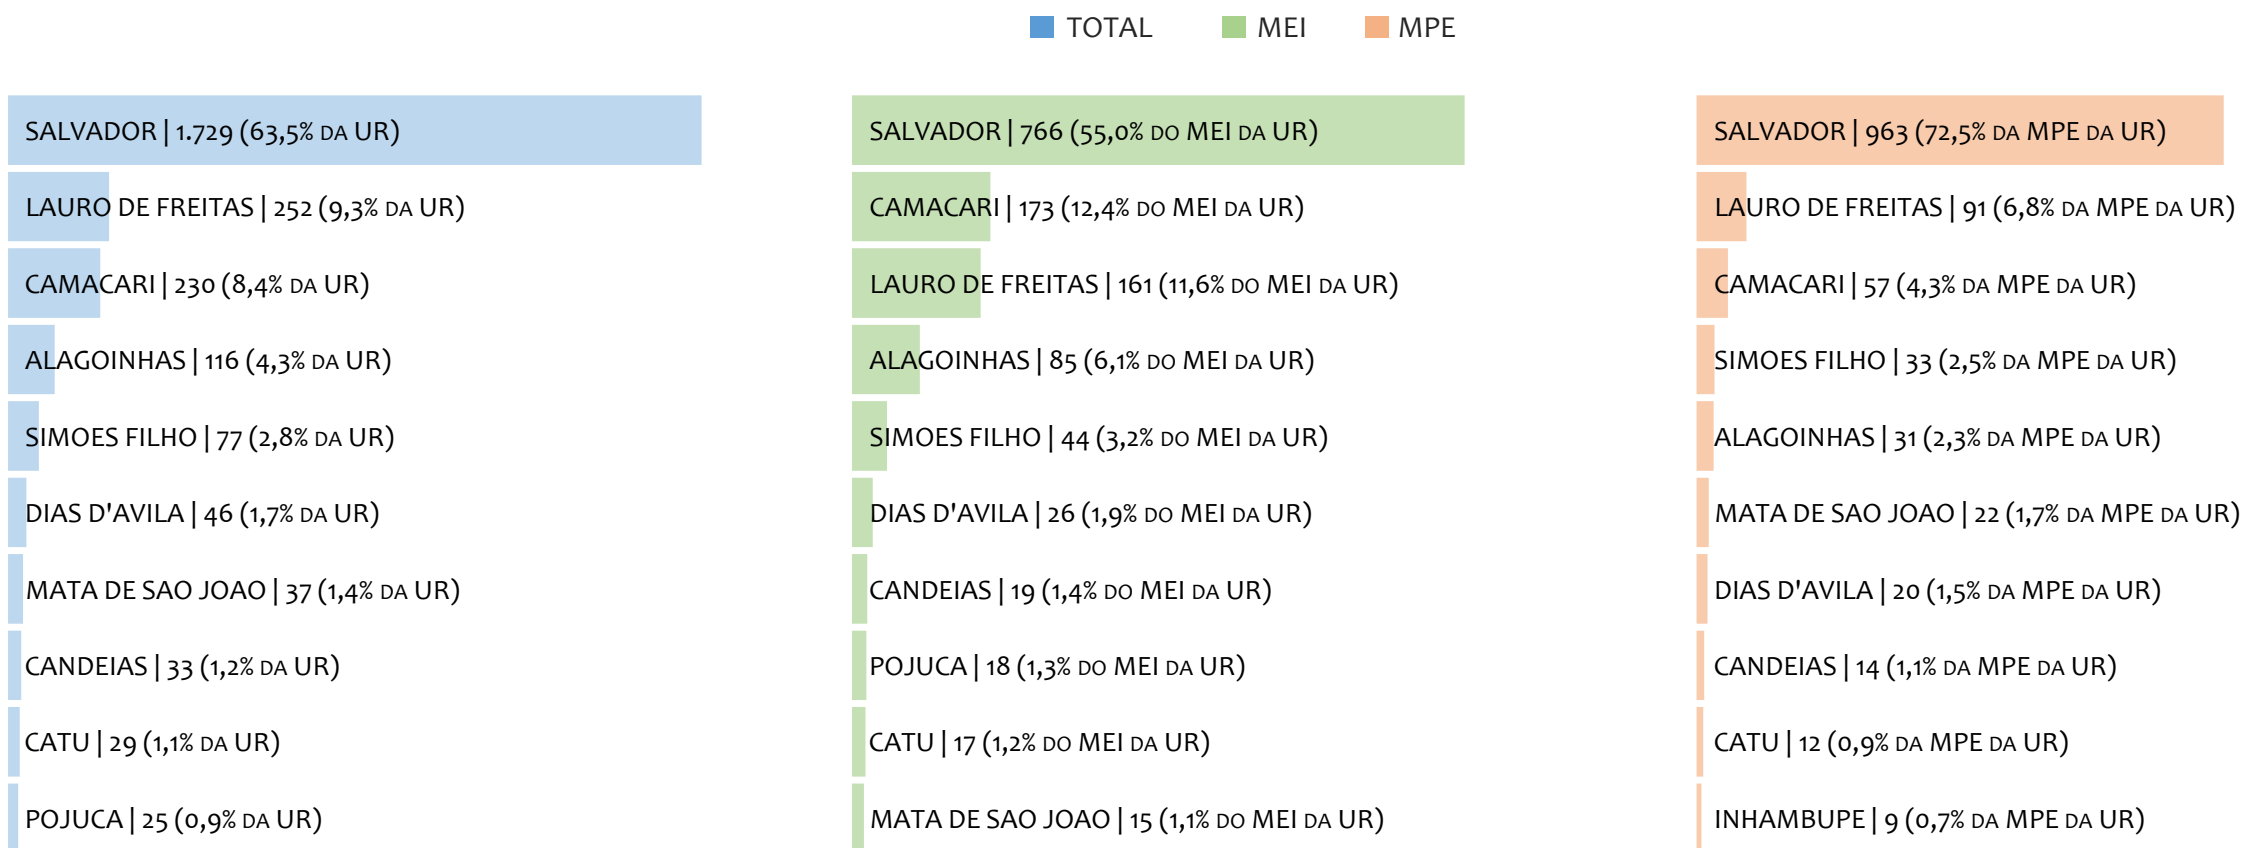 TOTAL MEI MPE
SALVADOR | 1.729 (63,5% DA UR)
LAURO DE FREITAS | 252 (9,3% DA UR)
CAMACARI | 230 (8,4% DA UR)
ALAGOINHAS | 116 (4,3% DA UR)
SIMOES FILHO | 77 (2,8% DA UR)
DIAS D'AVILA | 46 (1,7% DA UR)
MATA DE SAO JOAO | 37 (1,4% DA UR)
CANDEIAS | 33 (1,2% DA UR)
CATU | 29 (1,1% DA UR)
POJUCA | 25 (0,9% DA UR)
SALVADOR | 766 (55,0% DO MEI DA UR)
CAMACARI | 173 (12,4% DO MEI DA UR)
LAURO DE FREITAS | 161 (11,6% DO MEI DA UR)
ALAGOINHAS | 85 (6,1% DO MEI DA UR)
SIMOES FILHO | 44 (3,2% DO MEI DA UR)
DIAS D'AVILA | 26 (1,9% DO MEI DA UR)
CANDEIAS | 19 (1,4% DO MEI DA UR)
POJUCA | 18 (1,3% DO MEI DA UR)
CATU | 17 (1,2% DO MEI DA UR)
MATA DE SAO JOAO | 15 (1,1% DO MEI DA UR)
SALVADOR | 963 (72,5% DA MPE DA UR)
LAURO DE FREITAS | 91 (6,8% DA MPE DA UR)
CAMACARI | 57 (4,3% DA MPE DA UR)
SIMOES FILHO | 33 (2,5% DA MPE DA UR)
ALAGOINHAS | 31 (2,3% DA MPE DA UR)
MATA DE SAO JOAO | 22 (1,7% DA MPE DA UR)
DIAS D'AVILA | 20 (1,5% DA MPE DA UR)
CANDEIAS | 14 (1,1% DA MPE DA UR)
CATU | 12 (0,9% DA MPE DA UR)
INHAMBUPE | 9 (0,7% DA MPE DA UR)